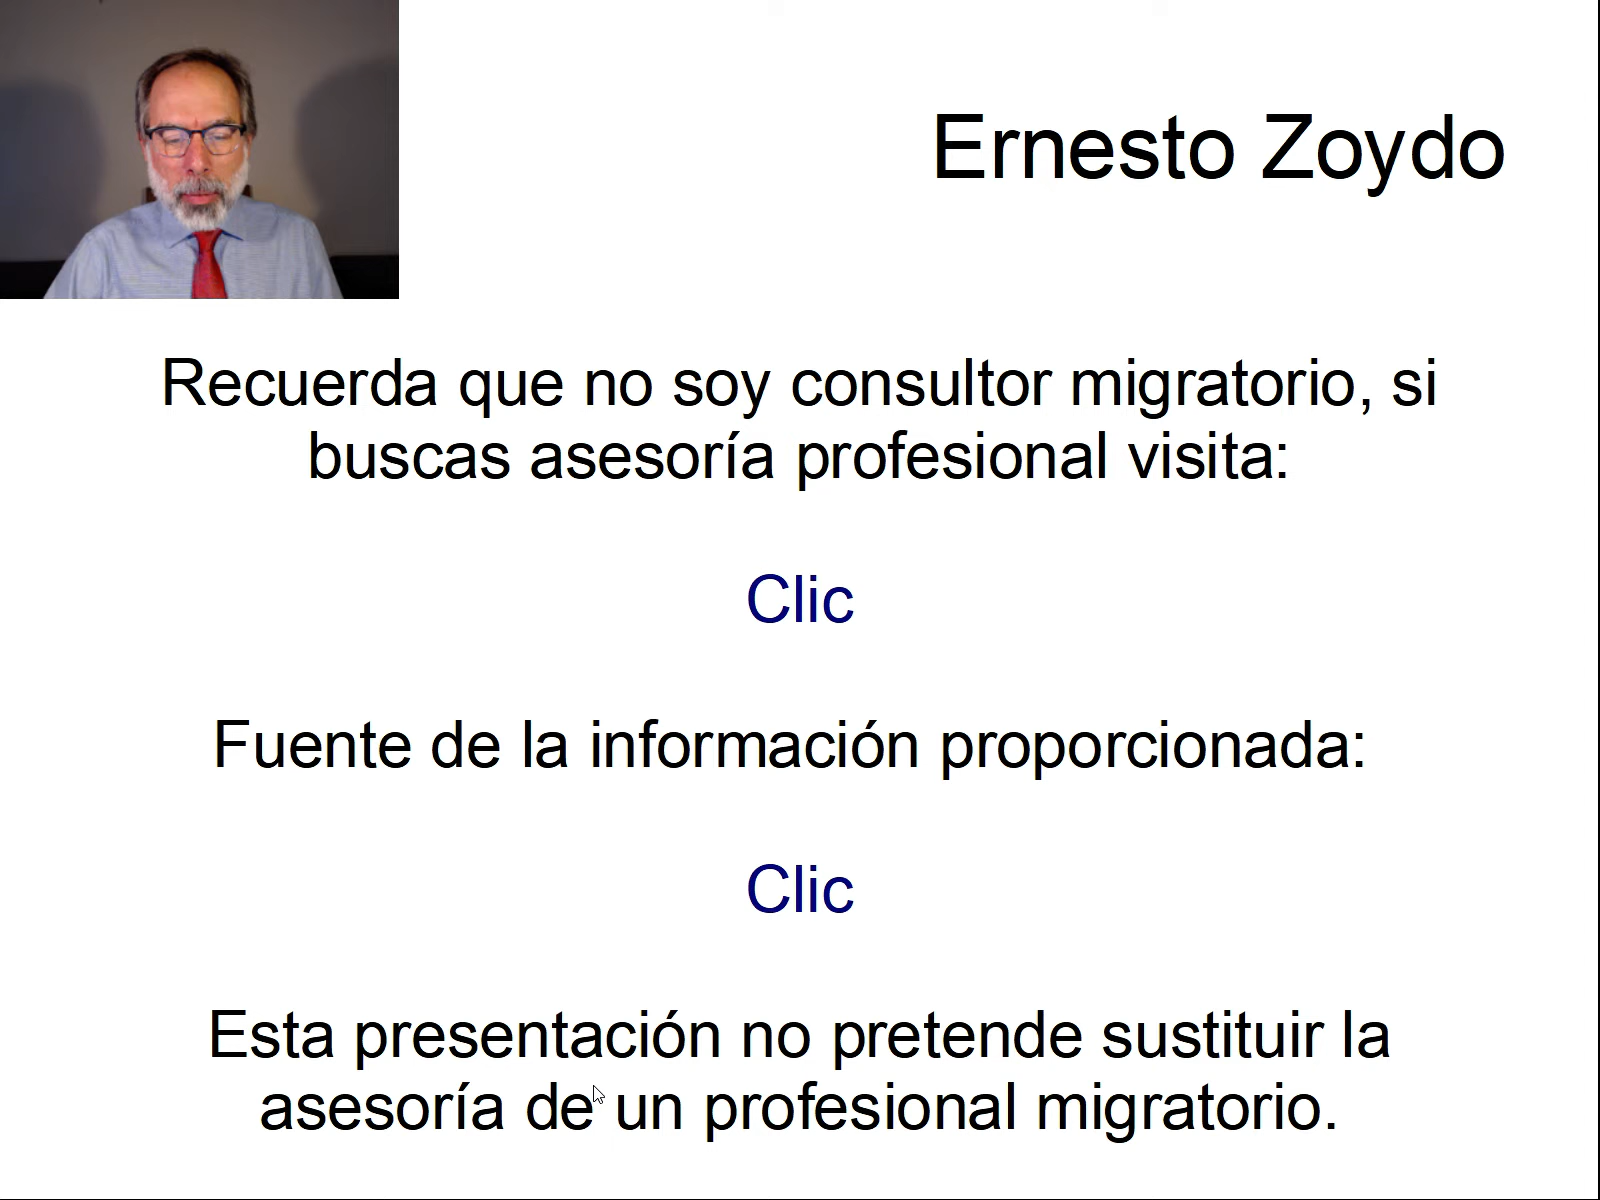 Ernesto Zoydo
Recuerda que no soy consultor migratorio, si
buscas asesoría profesional visita:
Clic
Fuente de la información proporcionada:
Clic
Esta presentación no pretende sustituir la
asesoría de un profesional migratorio.